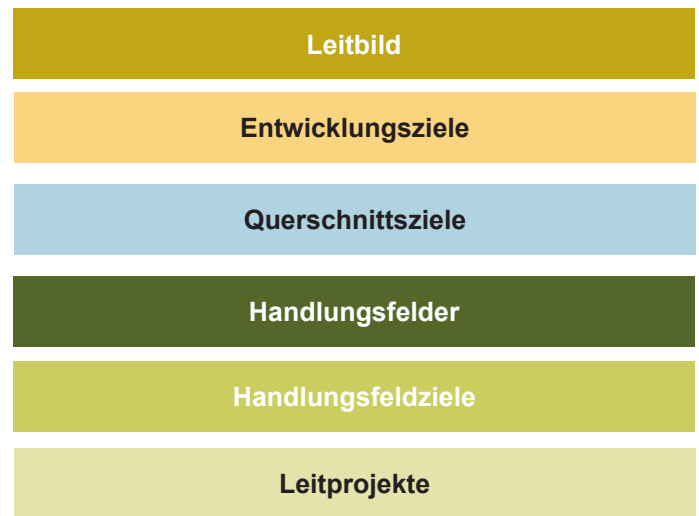 Leitbild
Entwicklungsziele
Querschnittsziele
Handlungsfelder
Handlungsfeldziele
Leitprojekte